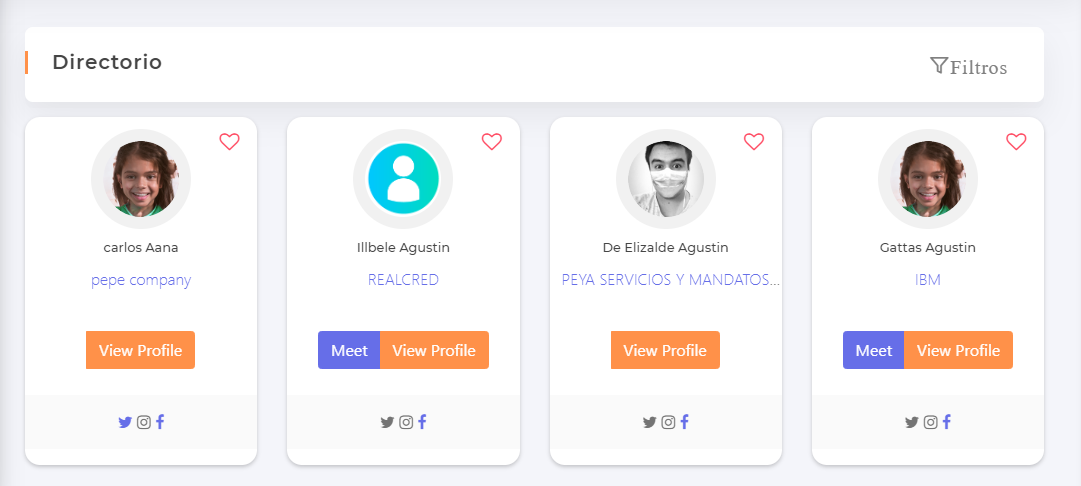 Directorio
Filtros
carlos Aana
pepe company
View Profile
Illbele Agustin
REALCRED
Meet View Profile
De Elizalde Agustin
PEYA SERVICIOS Y MANDATOS...
View Profile
Gattas Agustin
IBM
Meet View Profile